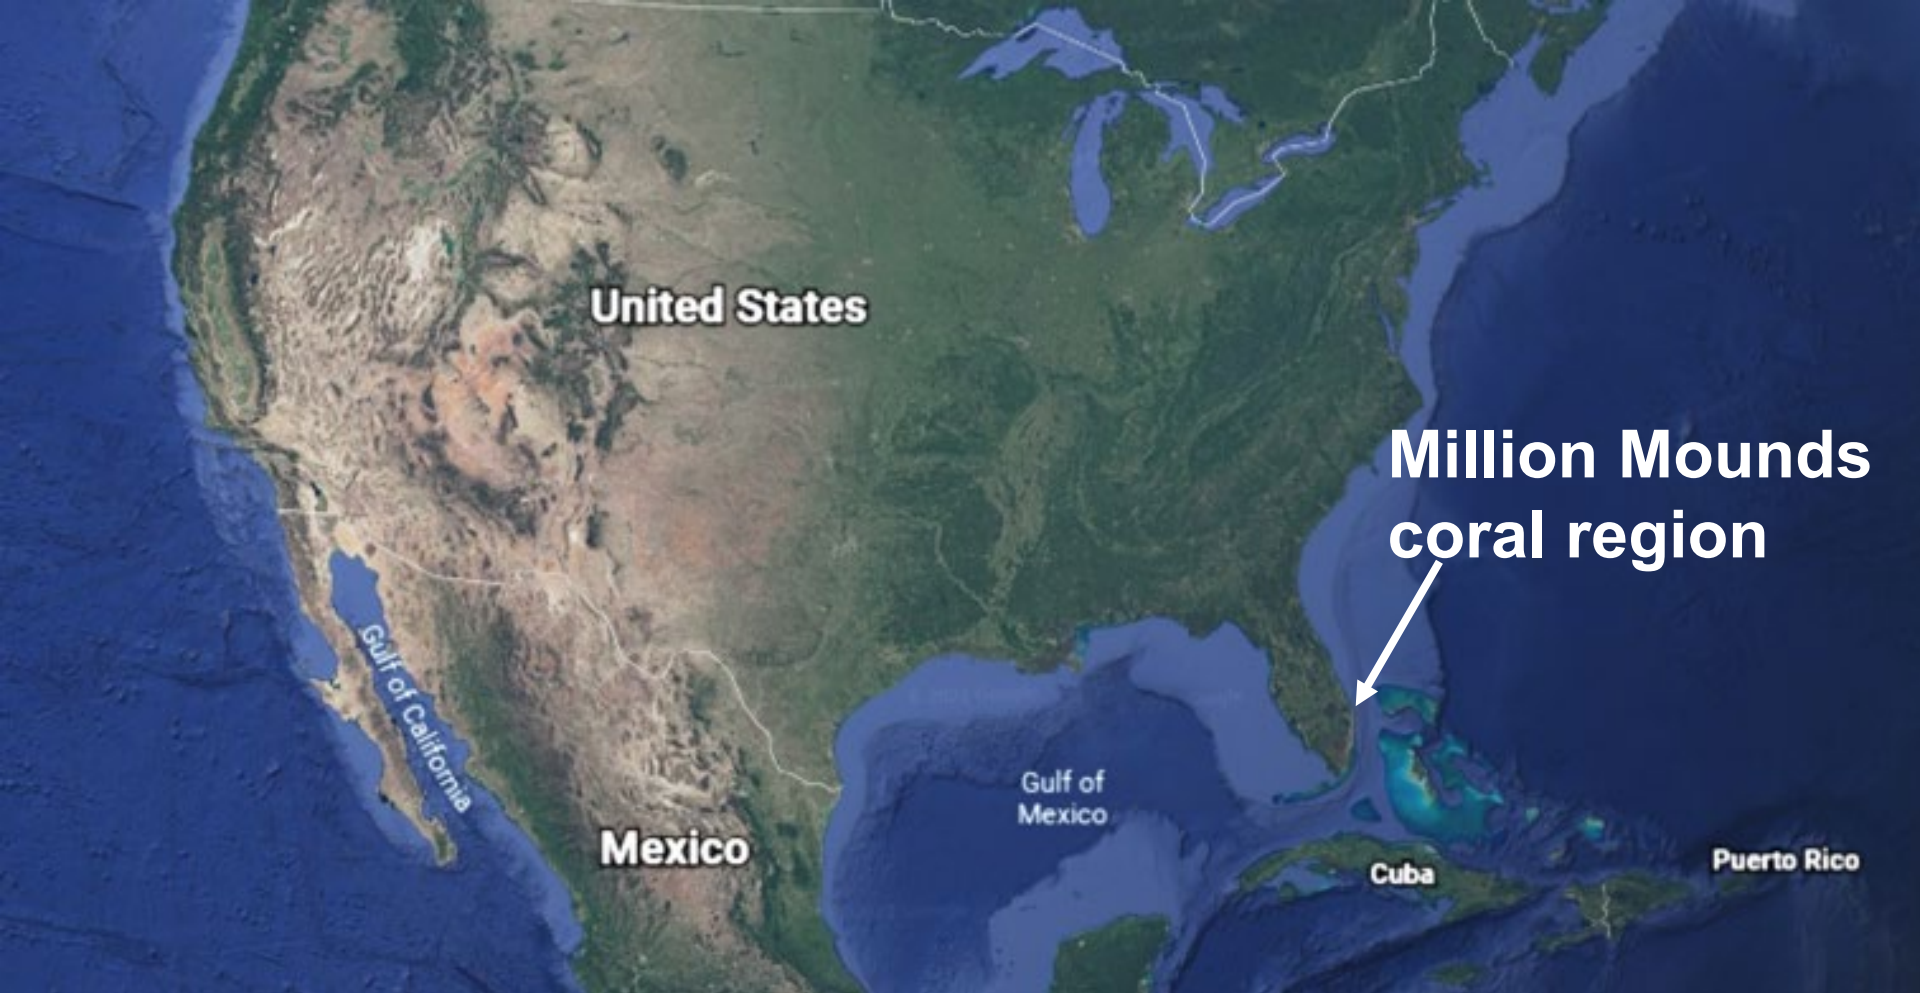 United States
Million Mounds
coral region
Gulf of California
Gulf of
Mexico
Mexico
Cuba
Puerto Rico